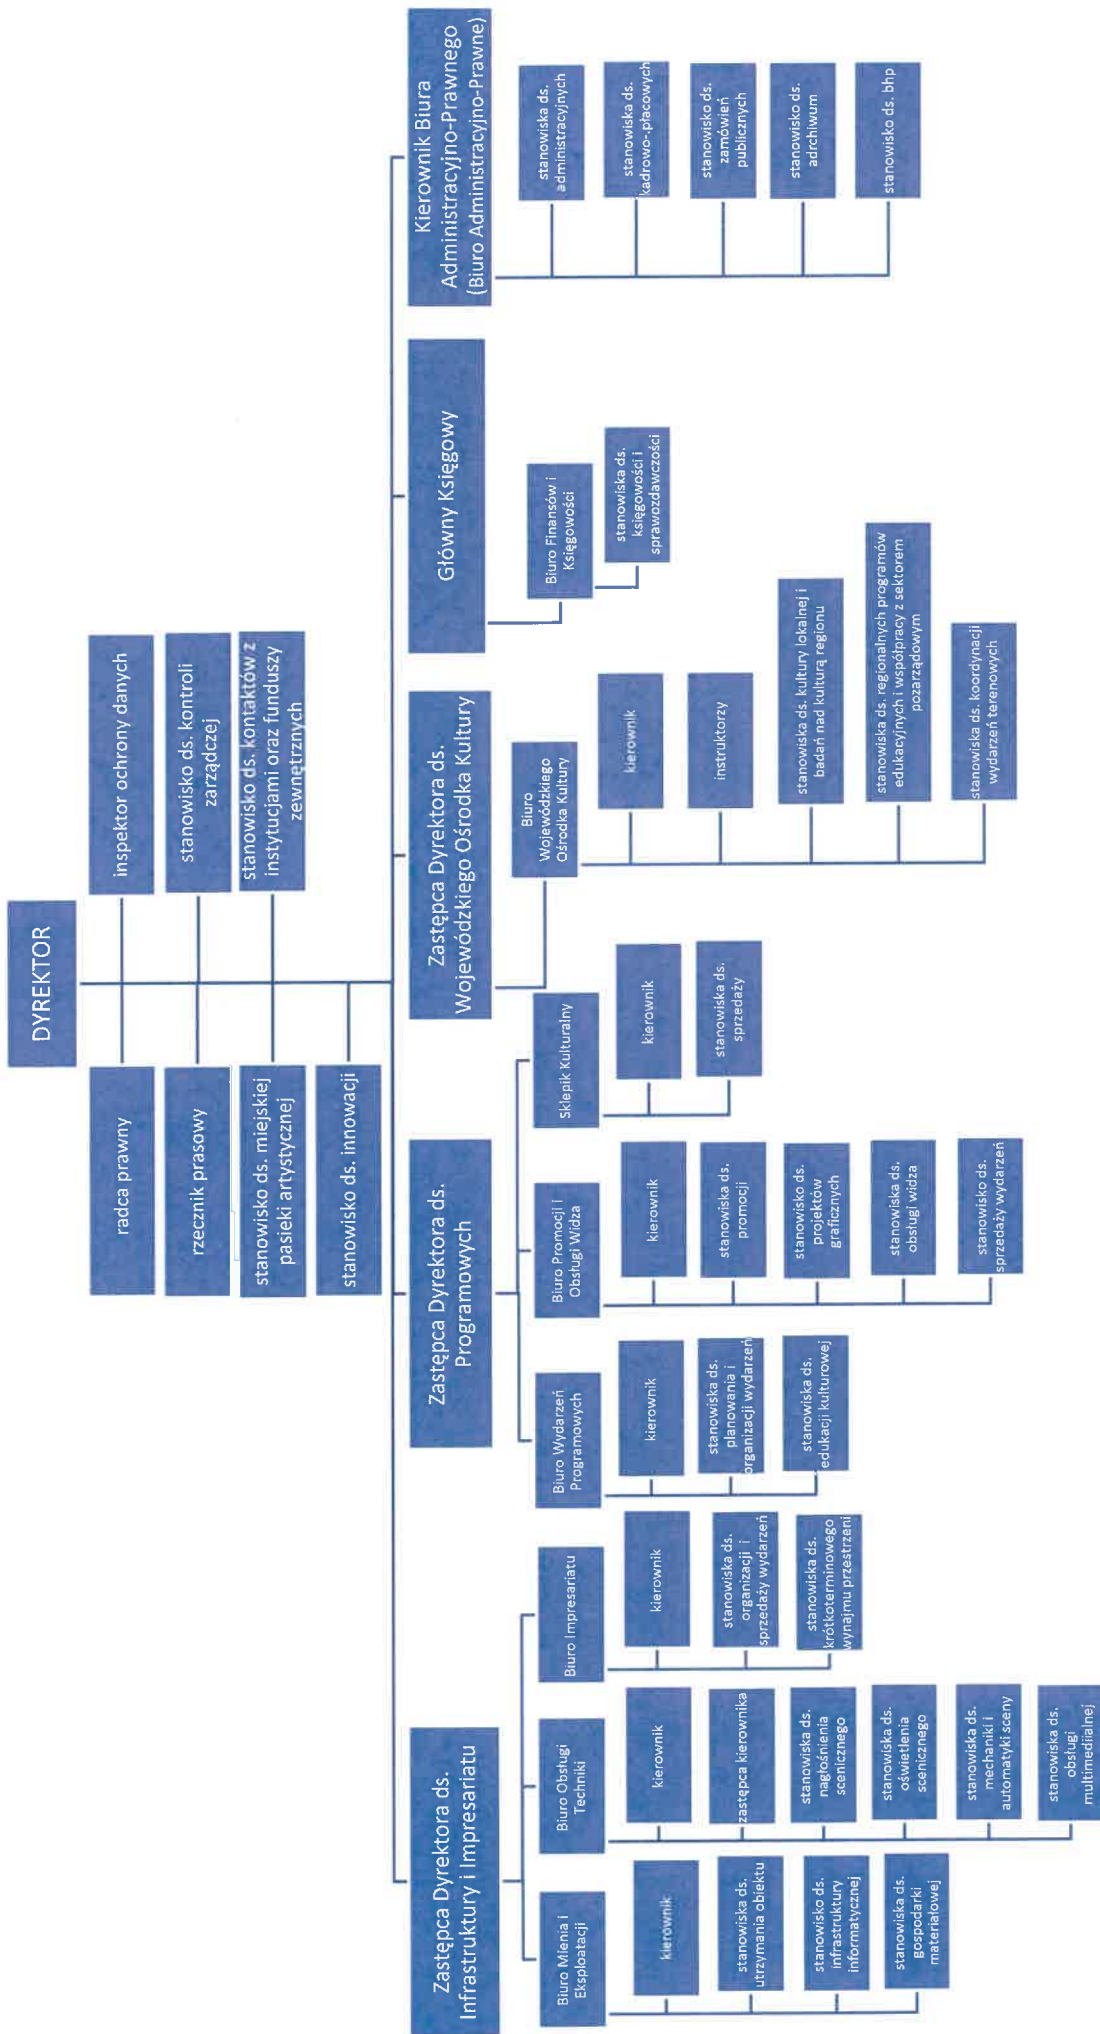 DYREKTOR
radca prawny
inspektor ochrony danych
rzecznik prasowy
stanowisko ds. kontroli
zarządczej
stanowisko ds. miejskiej
pasieki artystycznej
stanowisko ds. kontaktów z
instytucjami oraz funduszy
zewnętrznych
stanowisko ds. innowacji
Zastępca Dyrektora ds.
Infrastruktury i Impresariatu
Biuro Mienia i
Eksploatacji
kierownik
stanowiska ds.
utrzymania obiektu
stanowisko ds.
infrastruktury
informatycznej
stanowiska ds.
gospodarki
materiałowej
Biuro Obsługi
Techniki
kierownik
zastępca kierownika
stanowiska ds.
nagłośnienia
scenicznego
stanowiska ds.
oświetlenia
scenicznego
stanowiska ds.
mechaniki i
automatyki sceny
stanowiska ds.
obsługi
multimediialnej
Biuro Impresariatu
kierownik
stanowiska ds.
organizacji i
sprzedaży wydarzeń
stanowiska ds.
krótkoterminowego
wynajmu przestrzeni
Zastępca Dyrektora ds.
Programowych
Biuro Wydarzeń
Programowych
kierownik
stanowiska ds.
planowania i
organizacji wydarzeń
stanowiska ds.
edukacji kulturowej
Biuro Promocji i
Obsługi Widza
kierownik
stanowiska ds.
promocji
stanowisko ds.
projektów
graficznych
stanowiska ds.
obsługi widza
stanowisko ds.
sprzedaży wydarzeń
Sklepik Kulturalny
kierownik
stanowiska ds.
sprzedaży
Zastępca Dyrektora ds.
Wojewódzkiego Ośrodka Kultury
Biuro
Wojewódzkiego
Ośrodka Kultury
kierownik
instruktorzy
stanowiska ds. kultury lokalnej i
badań nad kulturą regionu
stanowiska ds. regionalnych programów
edukacyjnych i współpracy z sektorem
pozarządowym
stanowiska ds. koordynacji
wydarzeń terenowych
Główny Księgowy
Biuro Finansów i
Księgowości
stanowiska ds.
księgowości i
sprawozdawczości
Kierownik Biura
Administracyjno-Prawnego
(Biuro Administracyjno-Prawne)
stanowiska ds.
administracyjnych
stanowiska ds.
kadrowo-.płacowych
stanowisko ds.
zamówień
publicznych
stanowisko ds.
adrchiwum
stanowisko ds. bhp